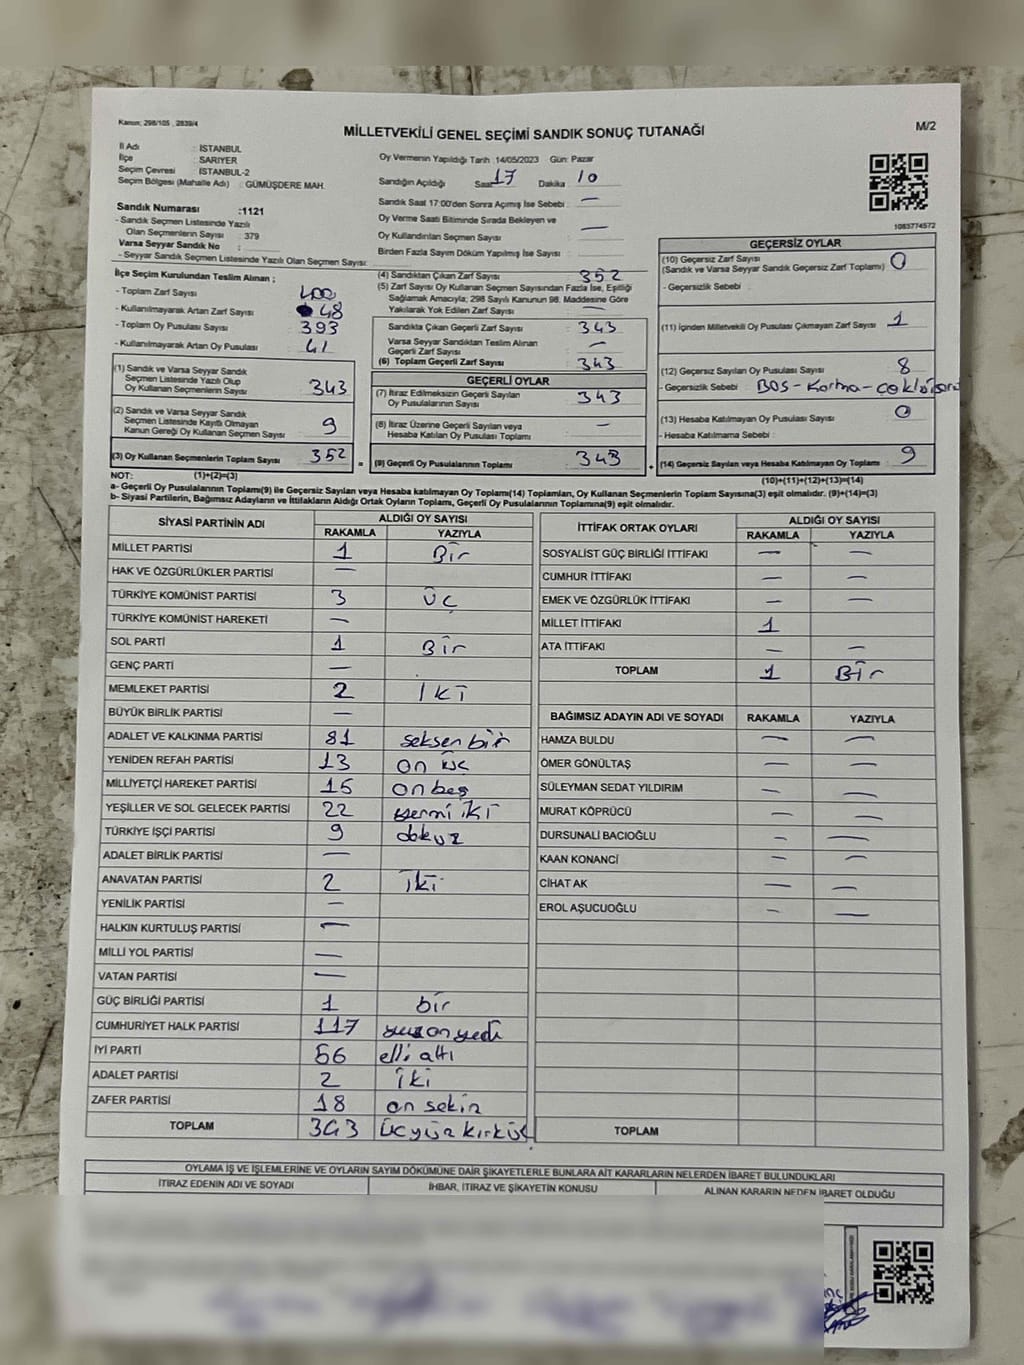 Kanun: 298/105 , 2839/4
MİLLETVEKİLİ GENEL SEÇİMİ SANDIK SONUÇ TUTANAĞI
M/2
İl Adı : İSTANBUL
İlçe : SARIYER
Seçim Çevresi : İSTANBUL-2
Seçim Bölgesi (Mahalle Adı) : GÜMÜŞDERE MAH.
Sandık Numarası :1121
- Sandık Seçmen Listesinde Yazılı
Olan Seçmenlerin Sayısı : 379
Varsa Seyyar Sandık No :
- Seyyar Sandık Seçmen Listesinde Yazılı Olan Seçmen Sayısı:
Oy Vermenin Yapıldığı Tarih :14/05/2023 Gün: Pazar
Sandığın Açıldığı Saat 17 Dakika : 10
Sandık Saat 17:00'den Sonra Açımış İse Sebebi : —
Oy Verme Saati Bitiminde Sırada Bekleyen ve
Oy Kullandırılan Seçmen Sayısı : —
Birden Fazla Sayım Döküm Yapılmış İse Sayısı :
1083774572
İlçe Seçim Kurulundan Teslim Alınan ;
- Toplam Zarf Sayısı : 400
- Kullanılmayarak Artan Zarf Sayısı : 48
- Toplam Oy Pusulası Sayısı : 393
- Kullanılmayarak Artan Oy Pusulası : 41
(1) Sandık ve Varsa Seyyar Sandık
Seçmen Listesinde Yazılı Olup
Oy Kullanan Seçmenlerin Sayısı : 343
(2) Sandık ve Varsa Seyyar Sandık
Seçmen Listesinde Kayıtlı Olmayan
Kanun Gereği Oy Kullanan Seçmen Sayısı : 9
(3) Oy Kullanan Seçmenlerin Toplam Sayısı : 352
(4) Sandıktan Çıkan Zarf Sayısı : 352
(5) Zarf Sayısı Oy Kullanan Seçmen Sayısından Fazla İse, Eşitliği
Sağlamak Amacıyla; 298 Sayılı Kanunun 98. Maddesine Göre
Yakılarak Yok Edilen Zarf Sayısı : —
Sandıkta Çıkan Geçerli Zarf Sayısı : 343
Varsa Seyyar Sandıktan Teslim Alınan
Geçerli Zarf Sayısı : —
(6) Toplam Geçerli Zarf Sayısı : 343
GEÇERLİ OYLAR
(7) İtiraz Edilmeksizin Geçerli Sayılan
Oy Pusulalarının Sayısı : 343
(8) İtiraz Üzerine Geçerli Sayılan veya
Hesaba Katılan Oy Pusulası Toplamı : —
= (9) Geçerli Oy Pusulalarının Toplamı : 343
GEÇERSİZ OYLAR
(10) Geçersiz Zarf Sayısı : 0
(Sandık ve Varsa Seyyar Sandık Geçersiz Zarf Toplamı)
- Geçersizlik Sebebi :
(11) İçinden Milletvekili Oy Pusulası Çıkmayan Zarf Sayısı : 1
(12) Geçersiz Sayılan Oy Pusulası Sayısı : 8
- Geçersizlik Sebebi : BOS - Karma -
(13) Hesaba Katılmayan Oy Pusulası Sayısı : 0
- Hesaba Katılmama Sebebi :
+ (14) Geçersiz Sayılan veya Hesaba Katılmayan Oy Toplamı : 9
NOT: (1)+(2)=(3)
(10)+(11)+(12)+(13)=(14)
a- Geçerli Oy Pusulalarının Toplamı(9) ile Geçersiz Sayılan veya Hesaba katılmayan Oy Toplamı(14) Toplamları, Oy Kullanan Seçmenlerin Toplam Sayısına(3) eşit olmalıdır. (9)+(14)=(3)
b- Siyasi Partilerin, Bağımsız Adayların ve İttifakların Aldığı Ortak Oyların Toplamı, Geçerli Oy Pusulalarının Toplamına(9) eşit olmalıdır.
SİYASİ PARTİNİN ADI ALDIĞI OY SAYISI
RAKAMLA YAZIYLA
MİLLET PARTİSİ 1 Bir
HAK VE ÖZGÜRLÜKLER PARTİSİ —
TÜRKİYE KOMÜNİST PARTİSİ 3 ÜÇ
TÜRKİYE KOMÜNİST HAREKETİ —
SOL PARTİ 1 Bir
GENÇ PARTİ —
MEMLEKET PARTİSİ 2 İki
BÜYÜK BİRLİK PARTİSİ —
ADALET VE KALKINMA PARTİSİ 81 seksen bir
YENİDEN REFAH PARTİSİ 13 on üç
MİLLİYETÇİ HAREKET PARTİSİ 15 on beş
YEŞİLLER VE SOL GELECEK PARTİSİ 22 yermi iki
TÜRKİYE İŞÇİ PARTİSİ 9 dokuz
ADALET BİRLİK PARTİSİ —
ANAVATAN PARTİSİ 2 iki
YENİLİK PARTİSİ —
HALKIN KURTULUŞ PARTİSİ —
MİLLİ YOL PARTİSİ —
VATAN PARTİSİ —
GÜÇ BİRLİĞİ PARTİSİ 1 bir
CUMHURİYET HALK PARTİSİ 117 yuz on yedi
İYİ PARTİ 56 elli altı
ADALET PARTİSİ 2 iki
ZAFER PARTİSİ 18 on sekiz
TOPLAM 343 üçyüz kırküç
İTTİFAK ORTAK OYLARI ALDIĞI OY SAYISI
RAKAMLA YAZIYLA
SOSYALİST GÜÇ BİRLİĞİ İTTİFAKI — —
CUMHUR İTTİFAKI — —
EMEK VE ÖZGÜRLÜK İTTİFAKI — —
MİLLET İTTİFAKI 1
ATA İTTİFAKI — —
TOPLAM 1 Bir
BAĞIMSIZ ADAYIN ADI VE SOYADI RAKAMLA YAZIYLA
HAMZA BULDU — —
ÖMER GÖNÜLTAŞ — —
SÜLEYMAN SEDAT YILDIRIM — —
MURAT KÖPRÜCÜ — —
DURSUNALİ BACIOĞLU — —
KAAN KONANCİ — —
CİHAT AK — —
EROL AŞUCUOĞLU — —
TOPLAM
OYLAMA İŞ VE İŞLEMLERİNE VE OYLARIN SAYIM DÖKÜMÜNE DAİR ŞİKAYETLERLE BUNLARA AİT KARARLARIN NELERDEN İBARET BULUNDUKLARI
İTİRAZ EDENİN ADI VE SOYADI İHBAR, İTİRAZ VE ŞİKAYETİN KONUSU ALINAN KARARIN NEDEN İBARET OLDUĞU